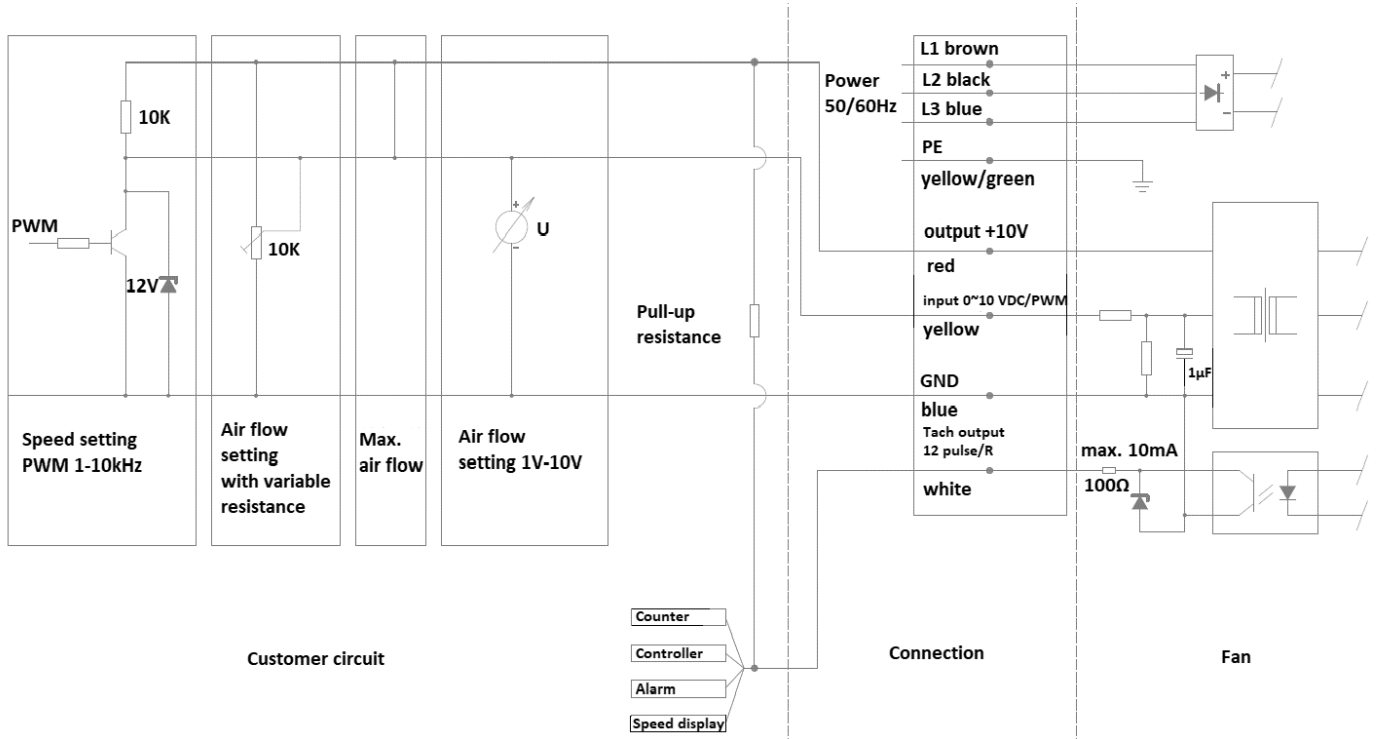 10K
PWM
12V
Speed setting
PWM 1-10kHz
10K
Air flow
setting
with variable
resistance
Max.
air flow
+
U
-
Air flow
setting 1V-10V
Pull-up
resistance
Counter
Controller
Alarm
Speed display
Customer circuit
Power
50/60Hz
L1 brown
L2 black
L3 blue
PE
yellow/green
output +10V
red
input 0~10 VDC/PWM
yellow
GND
blue
Tach output
12 pulse/R
white
Connection
+
-
1µF
max. 10mA
100Ω
Fan